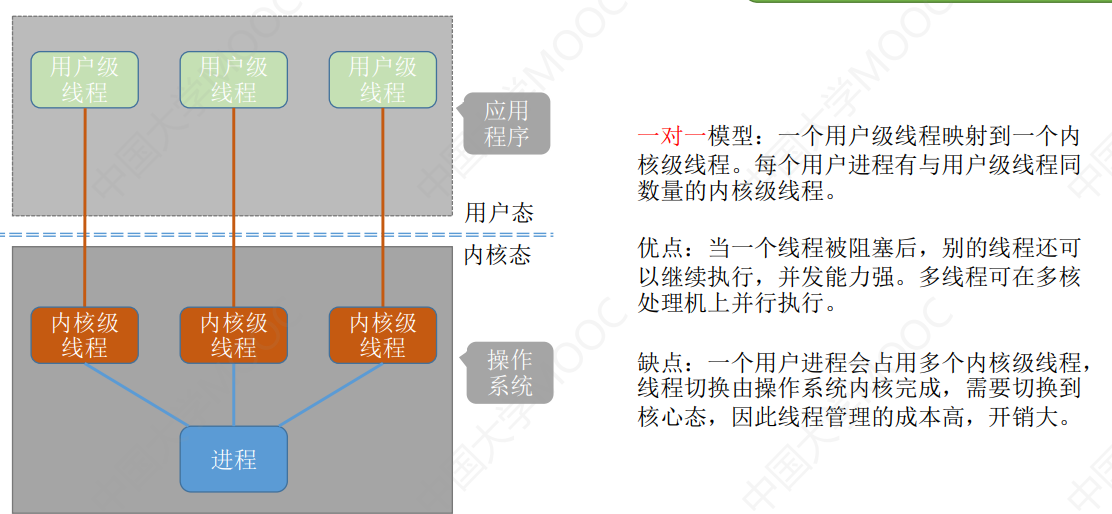 用户级
线程
用户级
线程
用户级
线程
应用
程序
用户态
内核态
内核级
线程
内核级
线程
内核级
线程
操作
系统
进程
一对一模型：一个用户级线程映射到一个内
核级线程。每个用户进程有与用户级线程同
数量的内核级线程。
优点：当一个线程被阻塞后，别的线程还可
以继续执行，并发能力强。多线程可在多核
处理机上并行执行。
缺点：一个用户进程会占用多个内核级线程，
线程切换由操作系统内核完成，需要切换到
核心态，因此线程管理的成本高，开销大。
中国大学MOOC